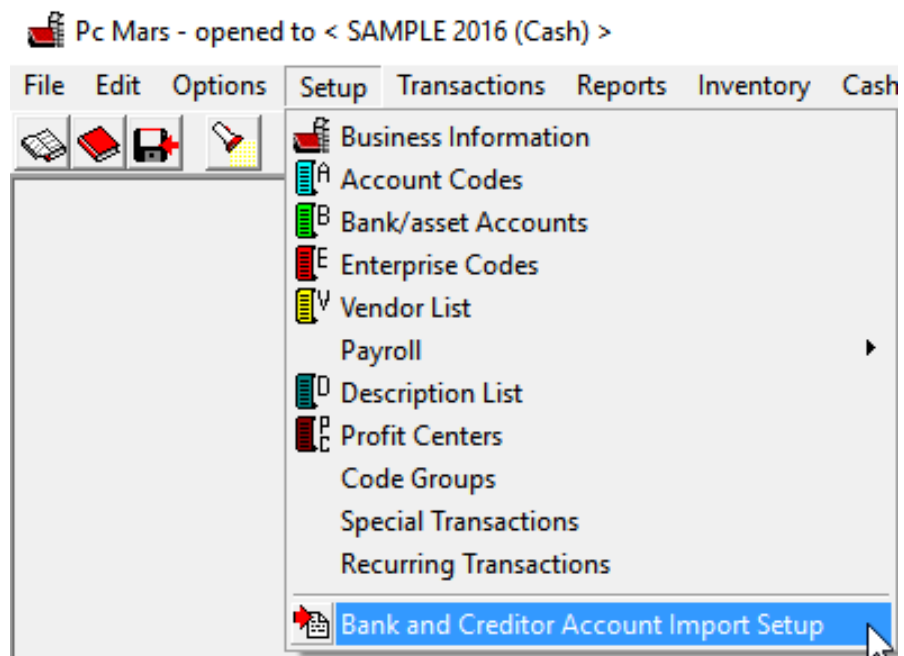 Pc Mars - opened to < SAMPLE 2016 (Cash) >
File Edit Options Setup Transactions Reports Inventory Cash
Business Information
A Account Codes
B Bank/asset Accounts
E Enterprise Codes
V Vendor List
Payroll
D Description List
PC Profit Centers
Code Groups
Special Transactions
Recurring Transactions
Bank and Creditor Account Import Setup